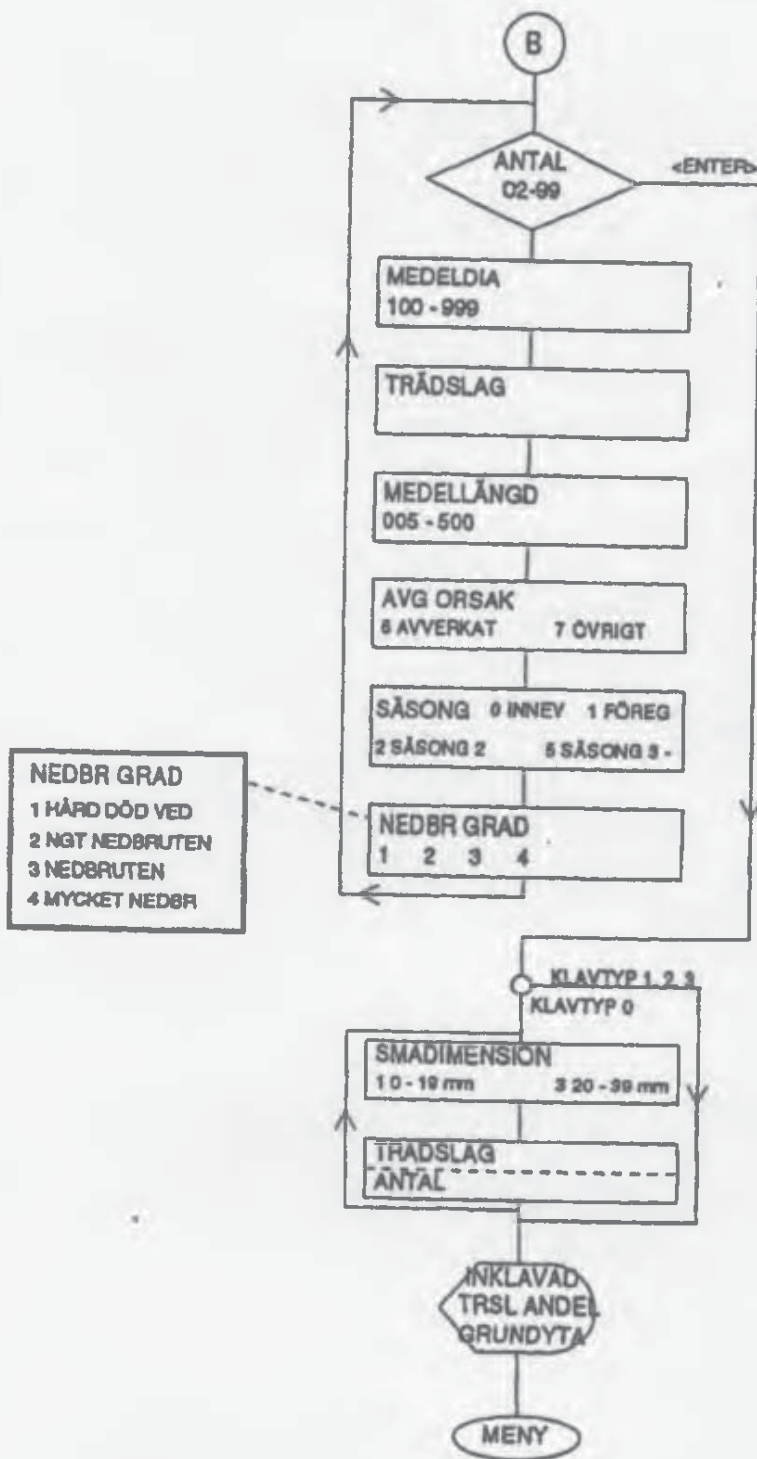 B
ANTAL
02-99
<ENTER>
MEDELDIA
100 - 999
TRÄDSLAG
MEDELLÄNGD
005 - 500
AVG ORSAK
6 AVVERKAT 7 ÖVRIGT
SÄSONG 0 INNEV 1 FÖREG
2 SÄSONG 2 5 SÄSONG 3 -
NEDBR GRAD
1 HÅRD DÖD VED
2 NGT NEDBRUTEN
3 NEDBRUTEN
4 MYCKET NEDBR
NEDBR GRAD
1 2 3 4
KLAVTYP 1, 2, 3
KLAVTYP 0
SMÅDIMENSION
1 0 - 19 mm 3 20 - 99 mm
TRÄDSLAG
ANTAL
INKLAVAD
TRSL ANDEL
GRUNDYTA
MENY